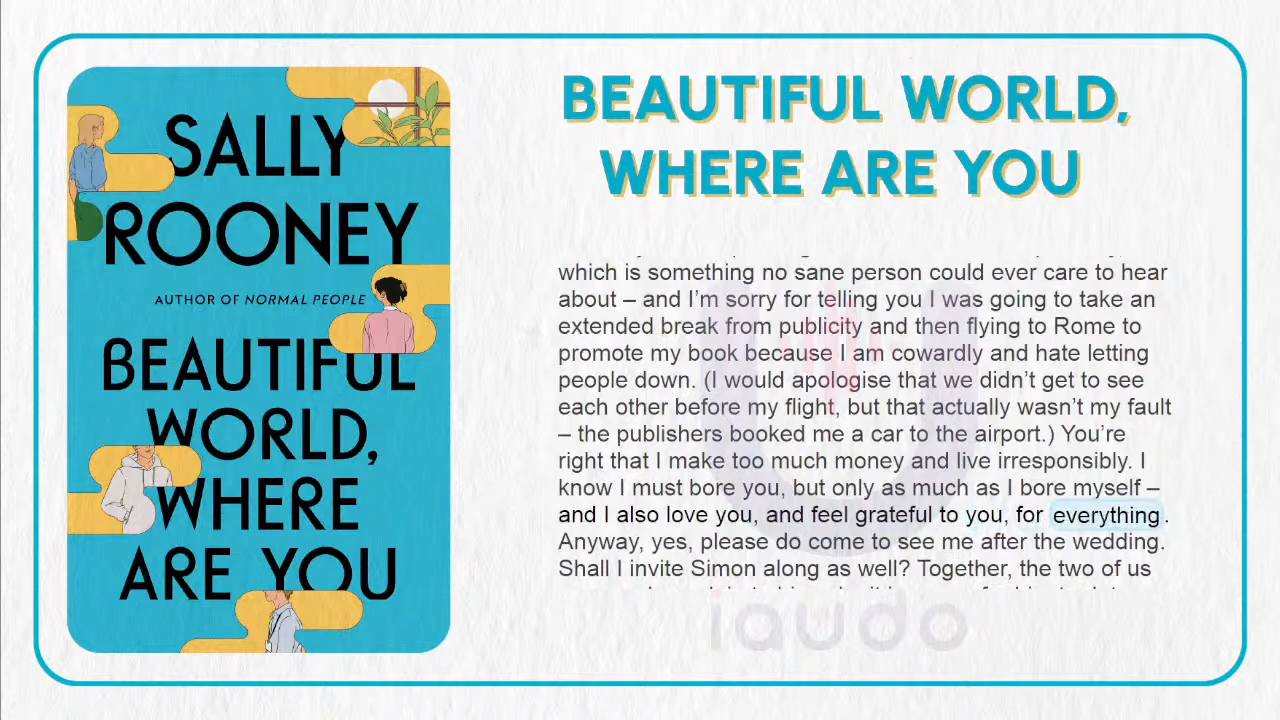 SALLY
ROONEY
AUTHOR OF NORMAL PEOPLE
BEAUTIFUL
WORLD,
WHERE
ARE YOU
BEAUTIFUL WORLD,
WHERE ARE YOU
which is something no sane person could ever care to hear
about – and I’m sorry for telling you I was going to take an
extended break from publicity and then flying to Rome to
promote my book because I am cowardly and hate letting
people down. (I would apologise that we didn’t get to see
each other before my flight, but that actually wasn’t my fault
– the publishers booked me a car to the airport.) You’re
right that I make too much money and live irresponsibly. I
know I must bore you, but only as much as I bore myself –
and I also love you, and feel grateful to you, for everything.
Anyway, yes, please do come to see me after the wedding.
Shall I invite Simon along as well? Together, the two of us
iaudo